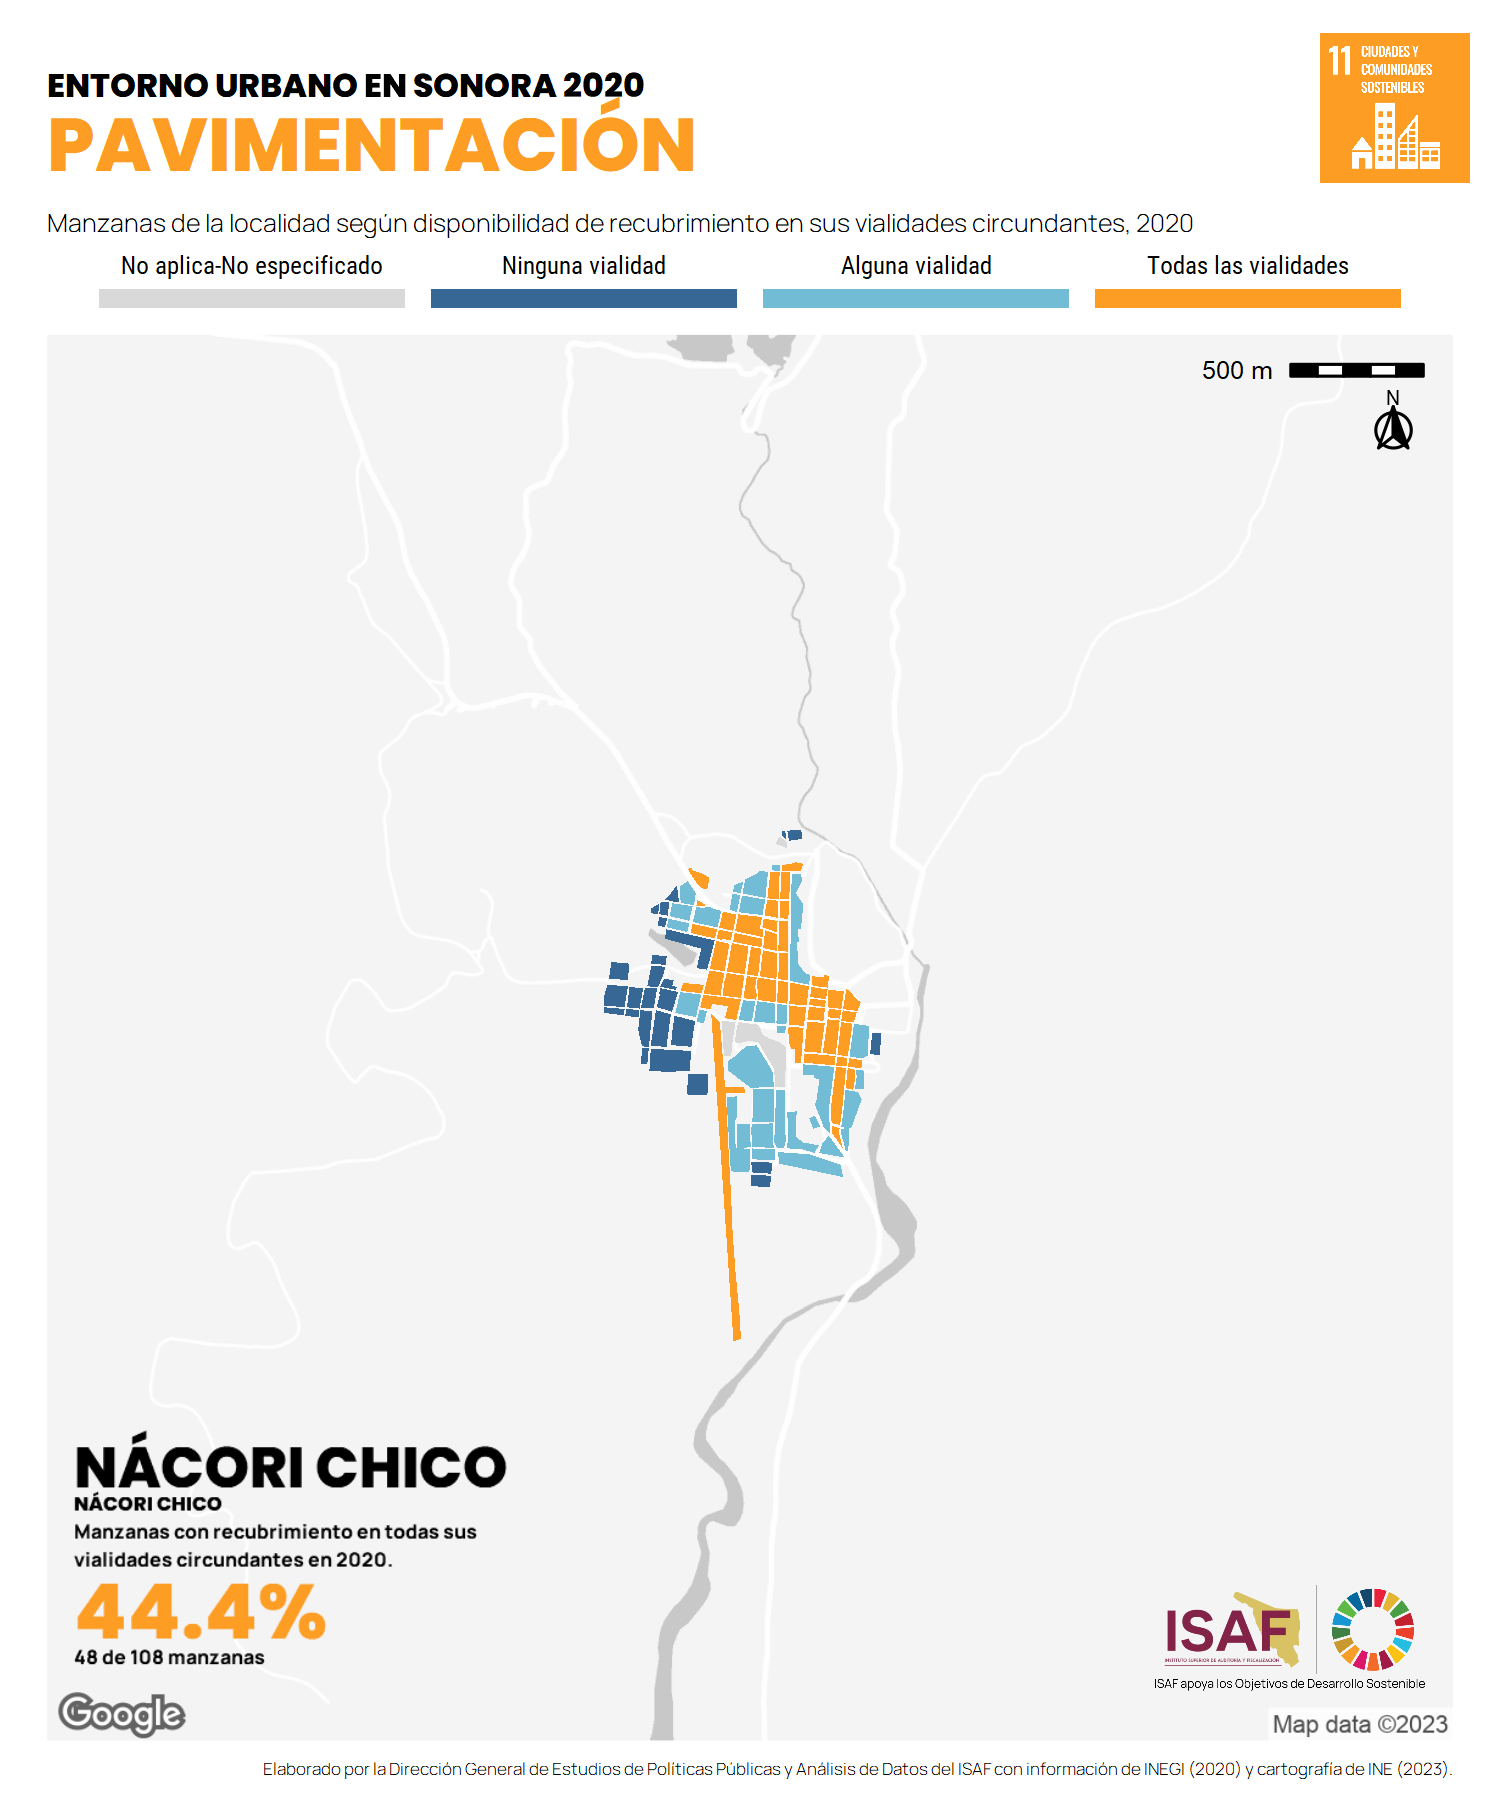 ENTORNO URBANO EN SONORA 2020
PAVIMENTACIÓN
11 CIUDADES Y
COMUNIDADES
SOSTENIBLES
Manzanas de la localidad según disponibilidad de recubrimiento en sus vialidades circundantes, 2020
No aplica-No especificado Ninguna vialidad Alguna vialidad Todas las vialidades
500 m
N
NÁCORI CHICO
NÁCORI CHICO
Manzanas con recubrimiento en todas sus
vialidades circundantes en 2020.
44.4%
48 de 108 manzanas
ISAF
INSTITUTO SUPERIOR DE AUDITORÍA Y FISCALIZACIÓN
ISAF apoya los Objetivos de Desarrollo Sostenible
Google
Map data ©2023
Elaborado por la Dirección General de Estudios de Políticas Públicas y Análisis de Datos del ISAF con información de INEGI (2020) y cartografía de INE (2023).